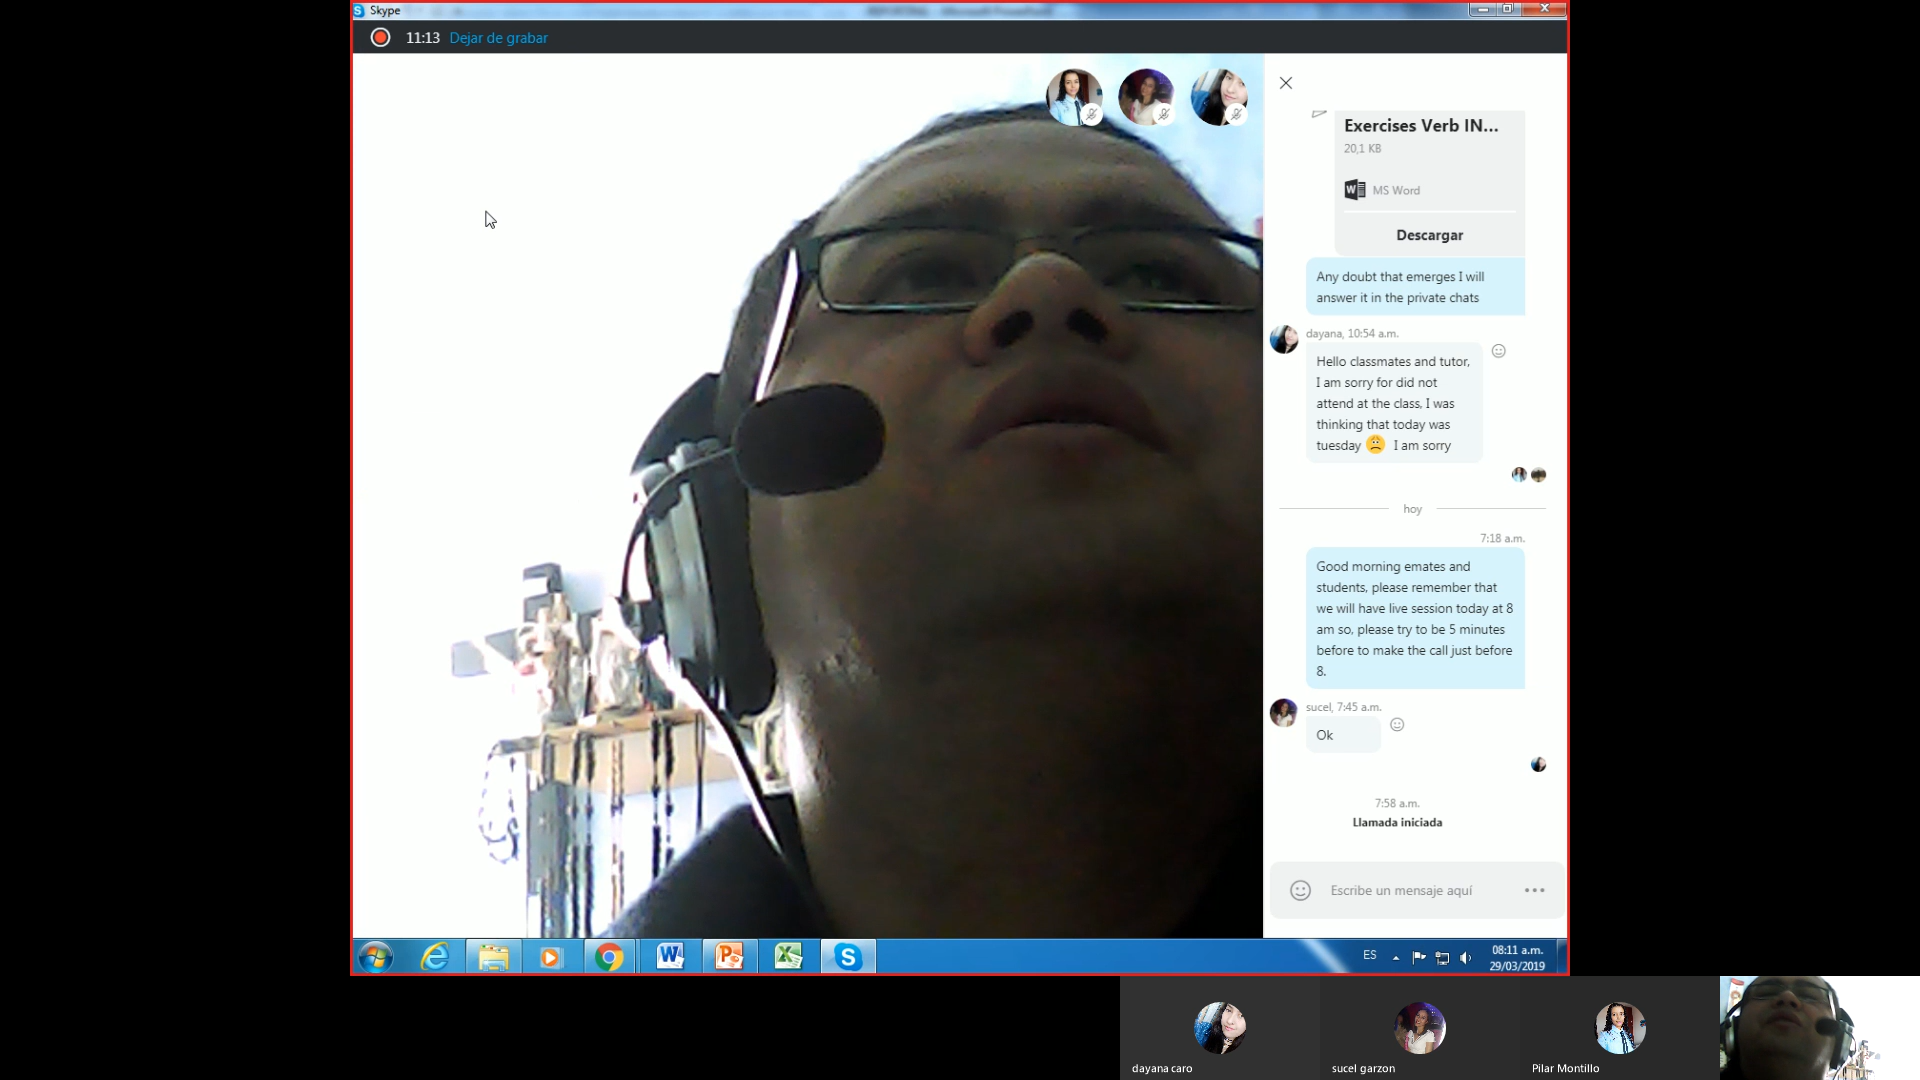 Skype
11:13 Dejar de grabar
Exercises Verb IN...
20,1 KB
MS Word
Descargar
Any doubt that emerges I will
answer it in the private chats
dayana, 10:54 a.m.
Hello classmates and tutor,
I am sorry for did not
attend at the class, I was
thinking that today was
tuesday I am sorry
hoy
7:18 a.m.
Good morning emates and
students, please remember that
we will have live session today at 8
am so, please try to be 5 minutes
before to make the call just before
8.
sucel, 7:45 a.m.
Ok
7:58 a.m.
Llamada iniciada
Escribe un mensaje aquí
ES
08:11 a.m.
29/03/2019
dayana caro
sucel garzon
Pilar Montillo